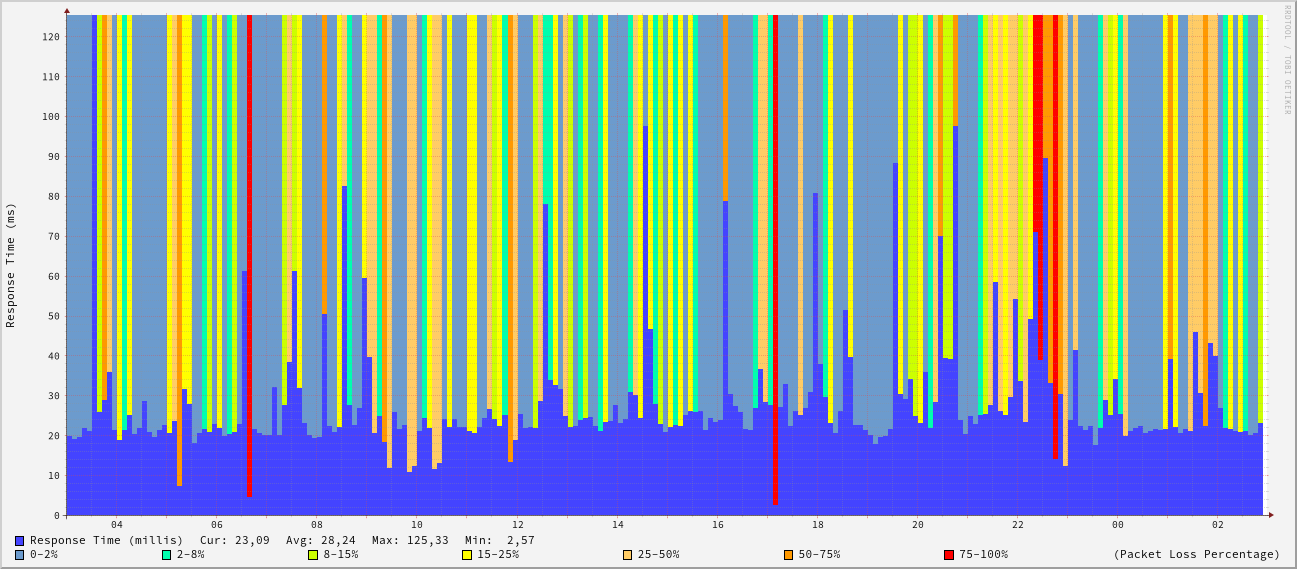 RRDTOOL / TOBI OETIKER
Response Time (ms)
120
110
100
90
80
70
60
50
40
30
20
10
0
04 06 08 10 12 14 16 18 20 22 00 02
Response Time (millis) Cur: 23,09 Avg: 28,24 Max: 125,33 Min: 2,57
0-2% 2-8% 8-15% 15-25% 25-50% 50-75% 75-100% (Packet Loss Percentage)